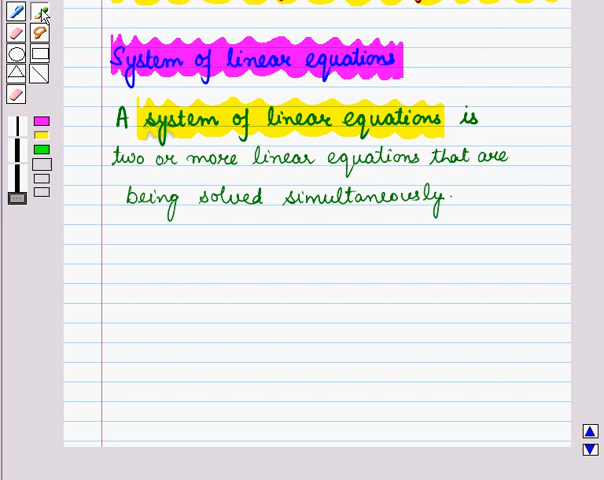 System of linear equations
A system of linear equations is
two or more linear equations that are
being solved simultaneously.